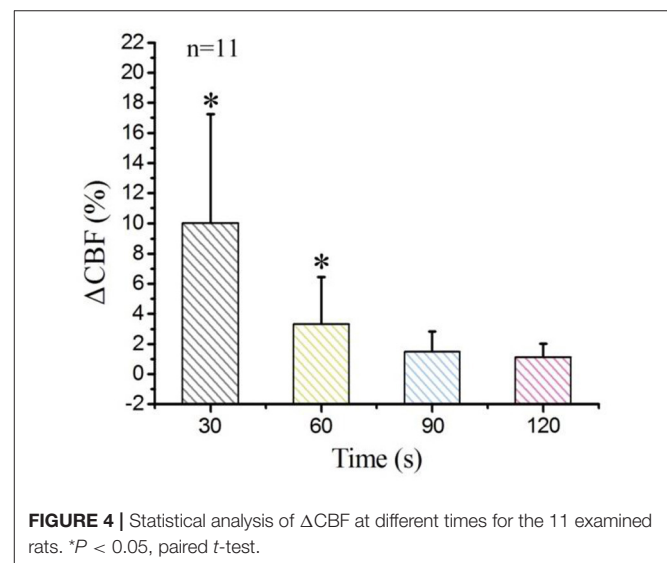 22
20
18
16
14
12
10
8
6
4
2
0
-2
ΔCBF (%)
n=11
*
*
30 60 90 120
Time (s)
FIGURE 4 | Statistical analysis of ΔCBF at different times for the 11 examined
rats. *P < 0.05, paired t-test.